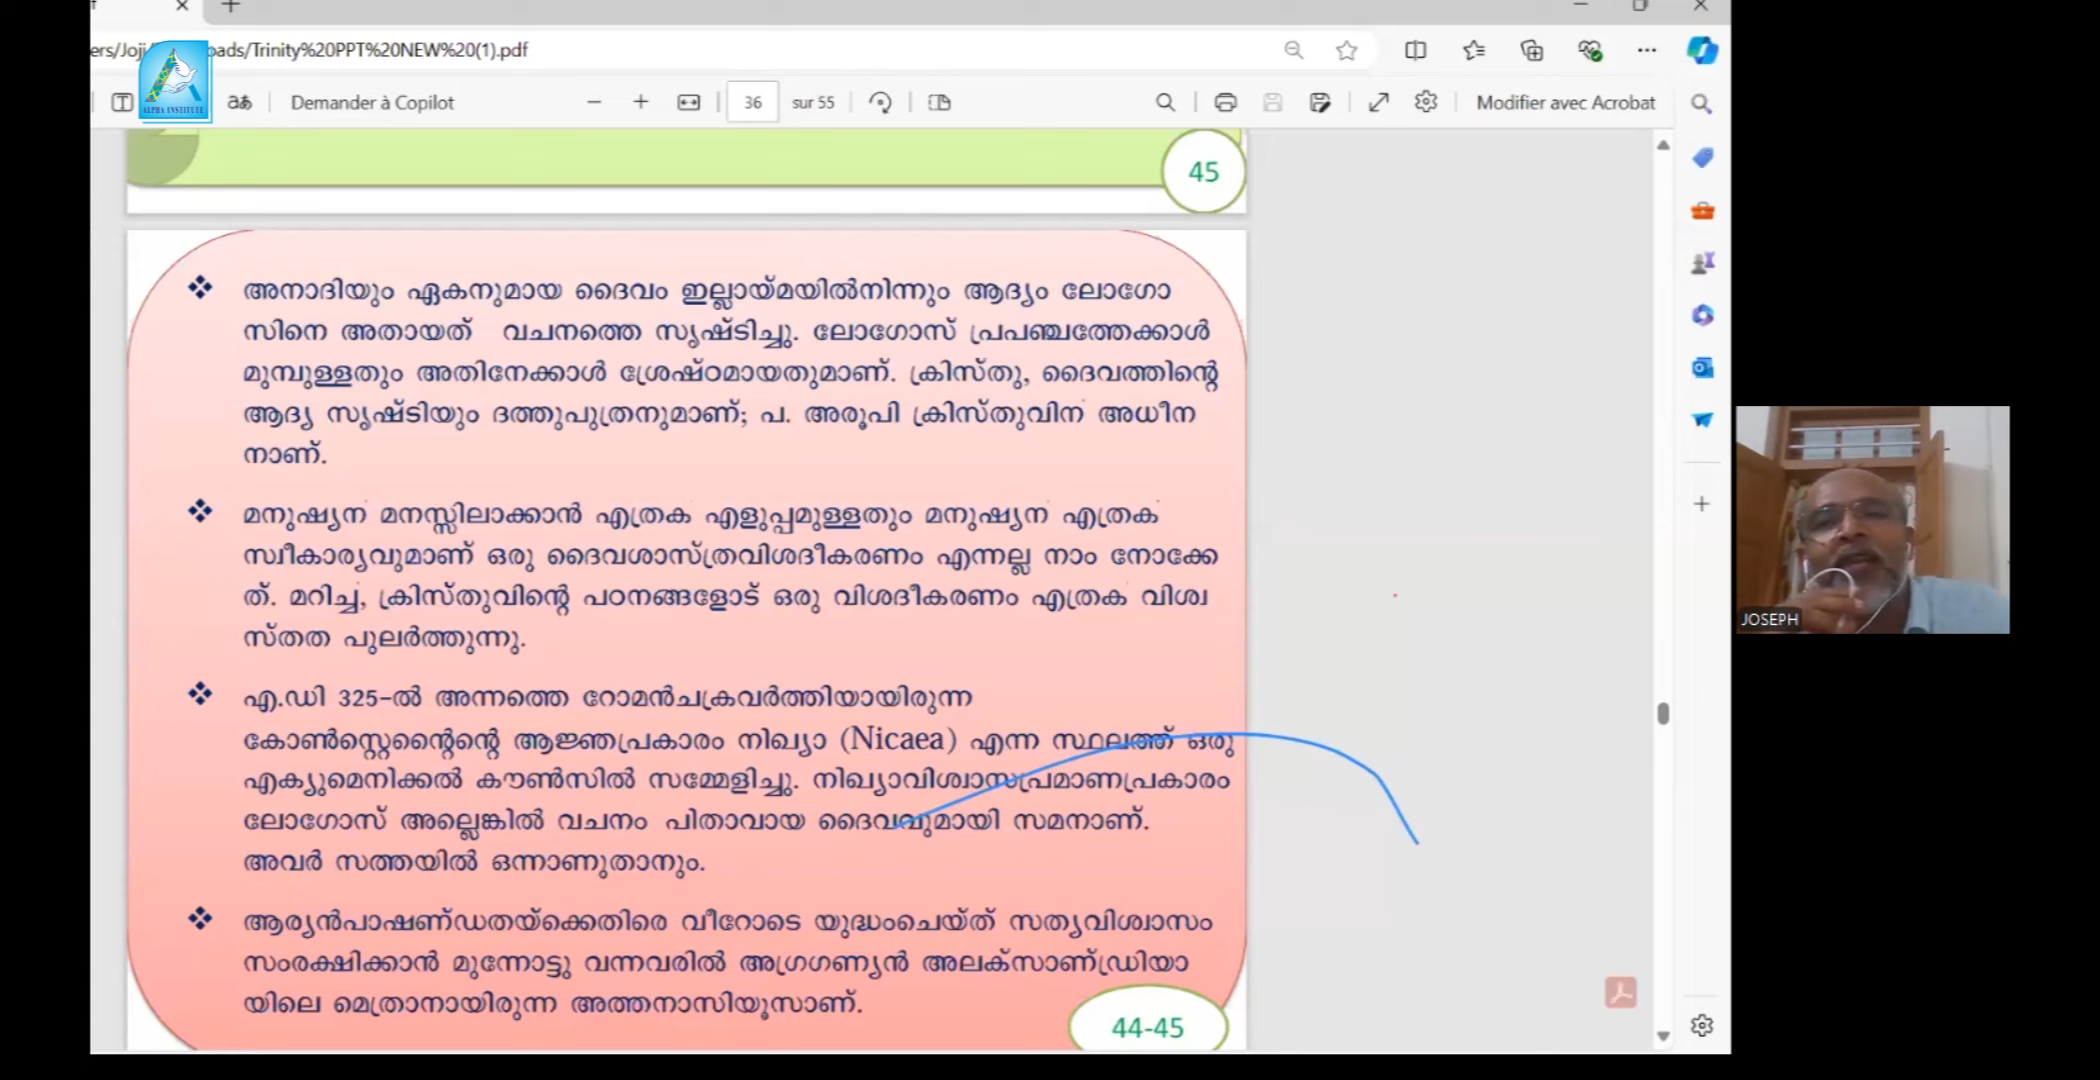 ers/Joji/ oads/Trinity%20PPT%20NEW%20(1).pdf
ALPHA INSTITUTE
aあ Demander à Copilot 36 sur 55 Modifier avec Acrobat
45
അനാദിയും ഏകനുമായ ദൈവം ഇല്ലായ്മയിൽനിന്നും ആദ്യം ലോഗോ
സിനെ അതായത് വചനത്തെ സൃഷ്ടിച്ചു. ലോഗോസ് പ്രപഞ്ചത്തേക്കാൾ
മുമ്പുള്ളതും അതിനേക്കാൾ ശ്രേഷ്ഠമായതുമാണ്. ക്രിസ്തു, ദൈവത്തിന്റെ
ആദ്യ സൃഷ്ടിയും ദത്തുപുത്രനുമാണ്; പ. അരൂപി ക്രിസ്തുവിന് അധീന
നാണ്.
മനുഷ്യന് മനസ്സിലാക്കാൻ എത്രക് എളുപ്പമുള്ളതും മനുഷ്യന് എത്രക്
സ്വീകാര്യവുമാണ് ഒരു ദൈവശാസ്ത്രവിശദീകരണം എന്നല്ല നാം നോക്കേ
ത്. മറിച്ച്, ക്രിസ്തുവിന്റെ പഠനങ്ങളോട് ഒരു വിശദീകരണം എത്രക് വിശ്വ
സ്തത പുലർത്തുന്നു.
എ.ഡി 325-ൽ അന്നത്തെ റോമൻചക്രവർത്തിയായിരുന്ന
കോൺസ്റ്റെന്റൈന്റെ ആജ്ഞപ്രകാരം നിഖ്യാ (Nicaea) എന്ന സ്ഥലത്ത് ഒരു
എക്യുമെനിക്കൽ കൗൺസിൽ സമ്മേളിച്ചു. നിഖ്യാവിശ്വാസപ്രമാണപ്രകാരം
ലോഗോസ് അല്ലെങ്കിൽ വചനം പിതാവായ ദൈവവുമായി സമനാണ്.
അവർ സത്തയിൽ ഒന്നാണുതാനും.
ആര്യൻപാഷണ്ഡതയ്ക്കെതിരെ വീറോടെ യുദ്ധംചെയ്ത് സത്യവിശ്വാസം
സംരക്ഷിക്കാൻ മുന്നോട്ടു വന്നവരിൽ അഗ്രഗണ്യൻ അലക്സാണ്ഡ്രിയാ
യിലെ മെത്രാനായിരുന്ന അത്തനാസിയൂസാണ്.
44-45
JOSEPH